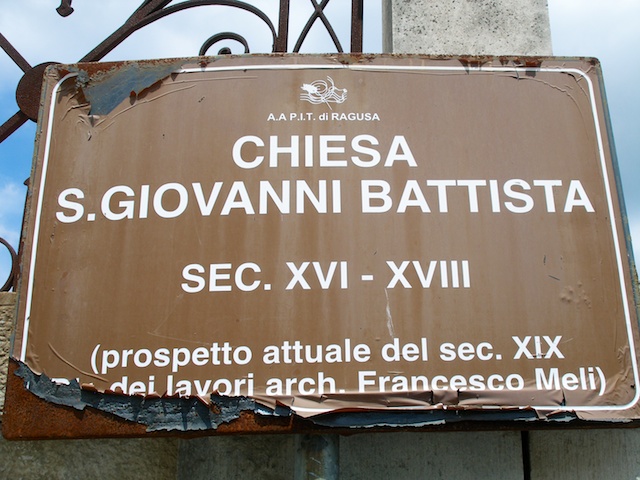 A.A P.I.T. di RAGUSA
CHIESA
S.GIOVANNI BATTISTA
SEC. XVI - XVIII
(prospetto attuale del sec. XIX
dei lavori arch. Francesco Meli)